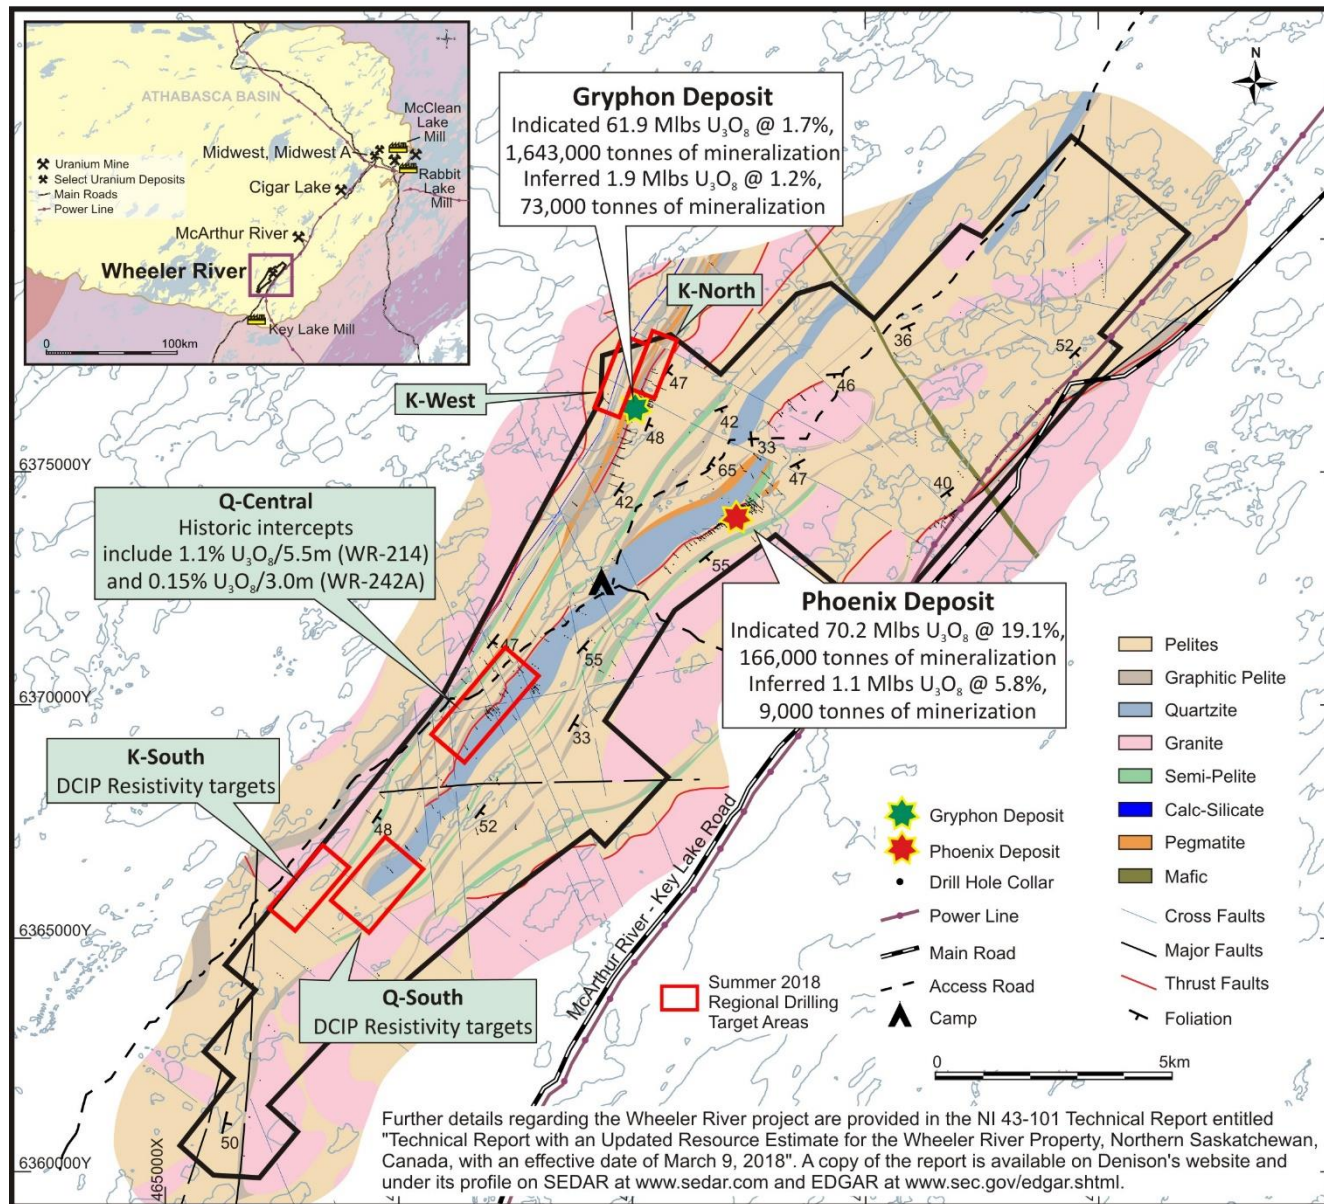 ATHABASCA BASIN
McClean
Lake
Mill
Midwest, Midwest A
Uranium Mine
Select Uranium Deposits
Main Roads
Power Line
Cigar Lake
Rabbit
Lake
Mill
McArthur River
Wheeler River
Key Lake Mill
0 100km
Gryphon Deposit
Indicated 61.9 Mlbs U₃O₈ @ 1.7%,
1,643,000 tonnes of mineralization
Inferred 1.9 Mlbs U₃O₈ @ 1.2%,
73,000 tonnes of mineralization
N
K-North
K-West
36
52
47
46
42
48
33
65
47
42
40
55
6375000Y
Q-Central
Historic intercepts
include 1.1% U₃O₈/5.5m (WR-214)
and 0.15% U₃O₈/3.0m (WR-242A)
Phoenix Deposit
Indicated 70.2 Mlbs U₃O₈ @ 19.1%,
166,000 tonnes of mineralization
Inferred 1.1 Mlbs U₃O₈ @ 5.8%,
9,000 tonnes of minerization
47
55
33
6370000Y
K-South
DCIP Resistivity targets
48
52
6365000Y
Q-South
DCIP Resistivity targets
McArthur River - Key Lake Road
50
465000X
6360000Y
Summer 2018
Regional Drilling
Target Areas
Gryphon Deposit
Phoenix Deposit
Drill Hole Collar
Power Line
Main Road
Access Road
Camp
Pelites
Graphitic Pelite
Quartzite
Granite
Semi-Pelite
Calc-Silicate
Pegmatite
Mafic
Cross Faults
Major Faults
Thrust Faults
Foliation
0 5km
Further details regarding the Wheeler River project are provided in the NI 43-101 Technical Report entitled
"Technical Report with an Updated Resource Estimate for the Wheeler River Property, Northern Saskatchewan,
Canada, with an effective date of March 9, 2018". A copy of the report is available on Denison's website and
under its profile on SEDAR at www.sedar.com and EDGAR at www.sec.gov/edgar.shtml.